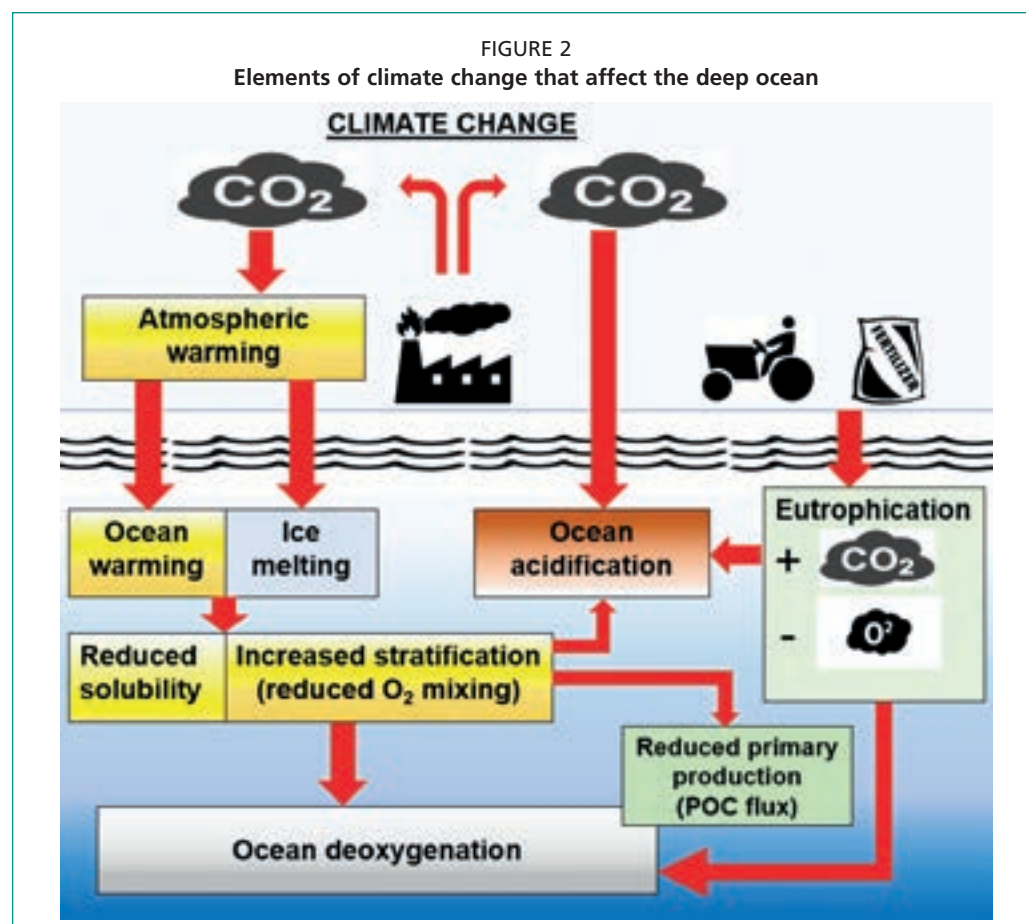 FIGURE 2
Elements of climate change that affect the deep ocean
CLIMATE CHANGE
CO₂
CO₂
Atmospheric
warming
FERTILIZER
Ocean
warming
Ice
melting
Ocean
acidification
Eutrophication
+
CO₂
-
O²
Reduced
solubility
Increased stratification
(reduced O₂ mixing)
Reduced primary
production
(POC flux)
Ocean deoxygenation